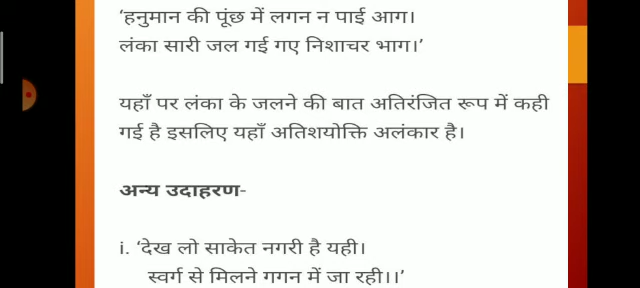 ‘हनुमान की पूंछ में लगन न पाई आग।
लंका सारी जल गई गए निशाचर भाग।’
यहाँ पर लंका के जलने की बात अतिरंजित रूप में कही
गई है इसलिए यहाँ अतिशयोक्ति अलंकार है।
अन्य उदाहरण-
i. ‘देख लो साकेत नगरी है यही।
स्वर्ग से मिलने गगन में जा रही।।’